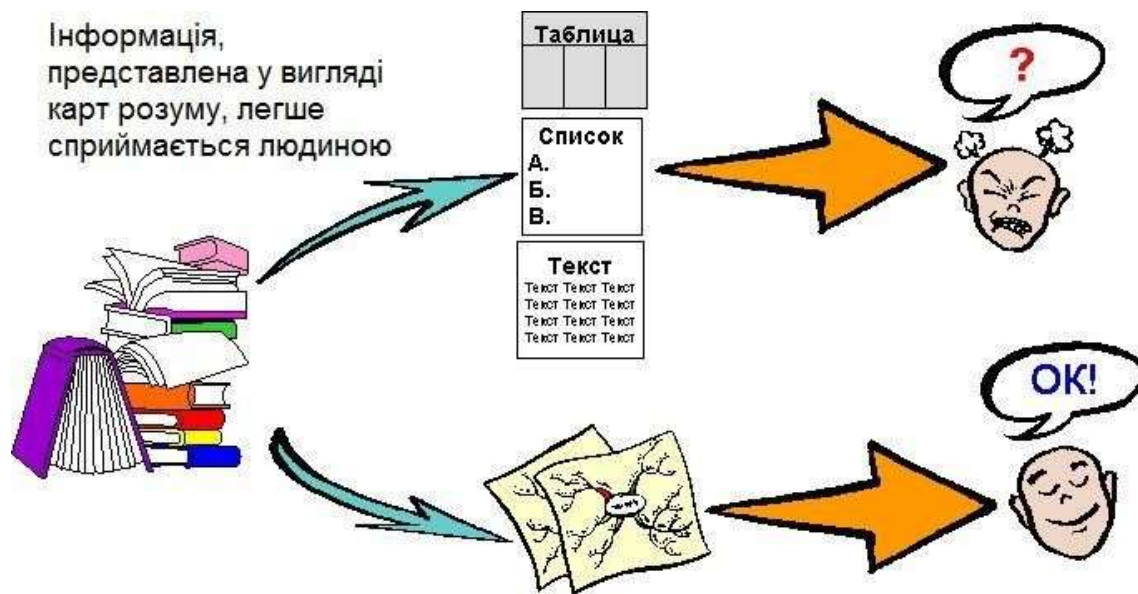 Інформація,
представлена у вигляді
карт розуму, легше
сприймається людиною
Таблица
?
Список
А.
Б.
В.
Текст
Текст Текст Текст
Текст Текст Текст
Текст Текст Текст
Текст Текст Текст
ОК!